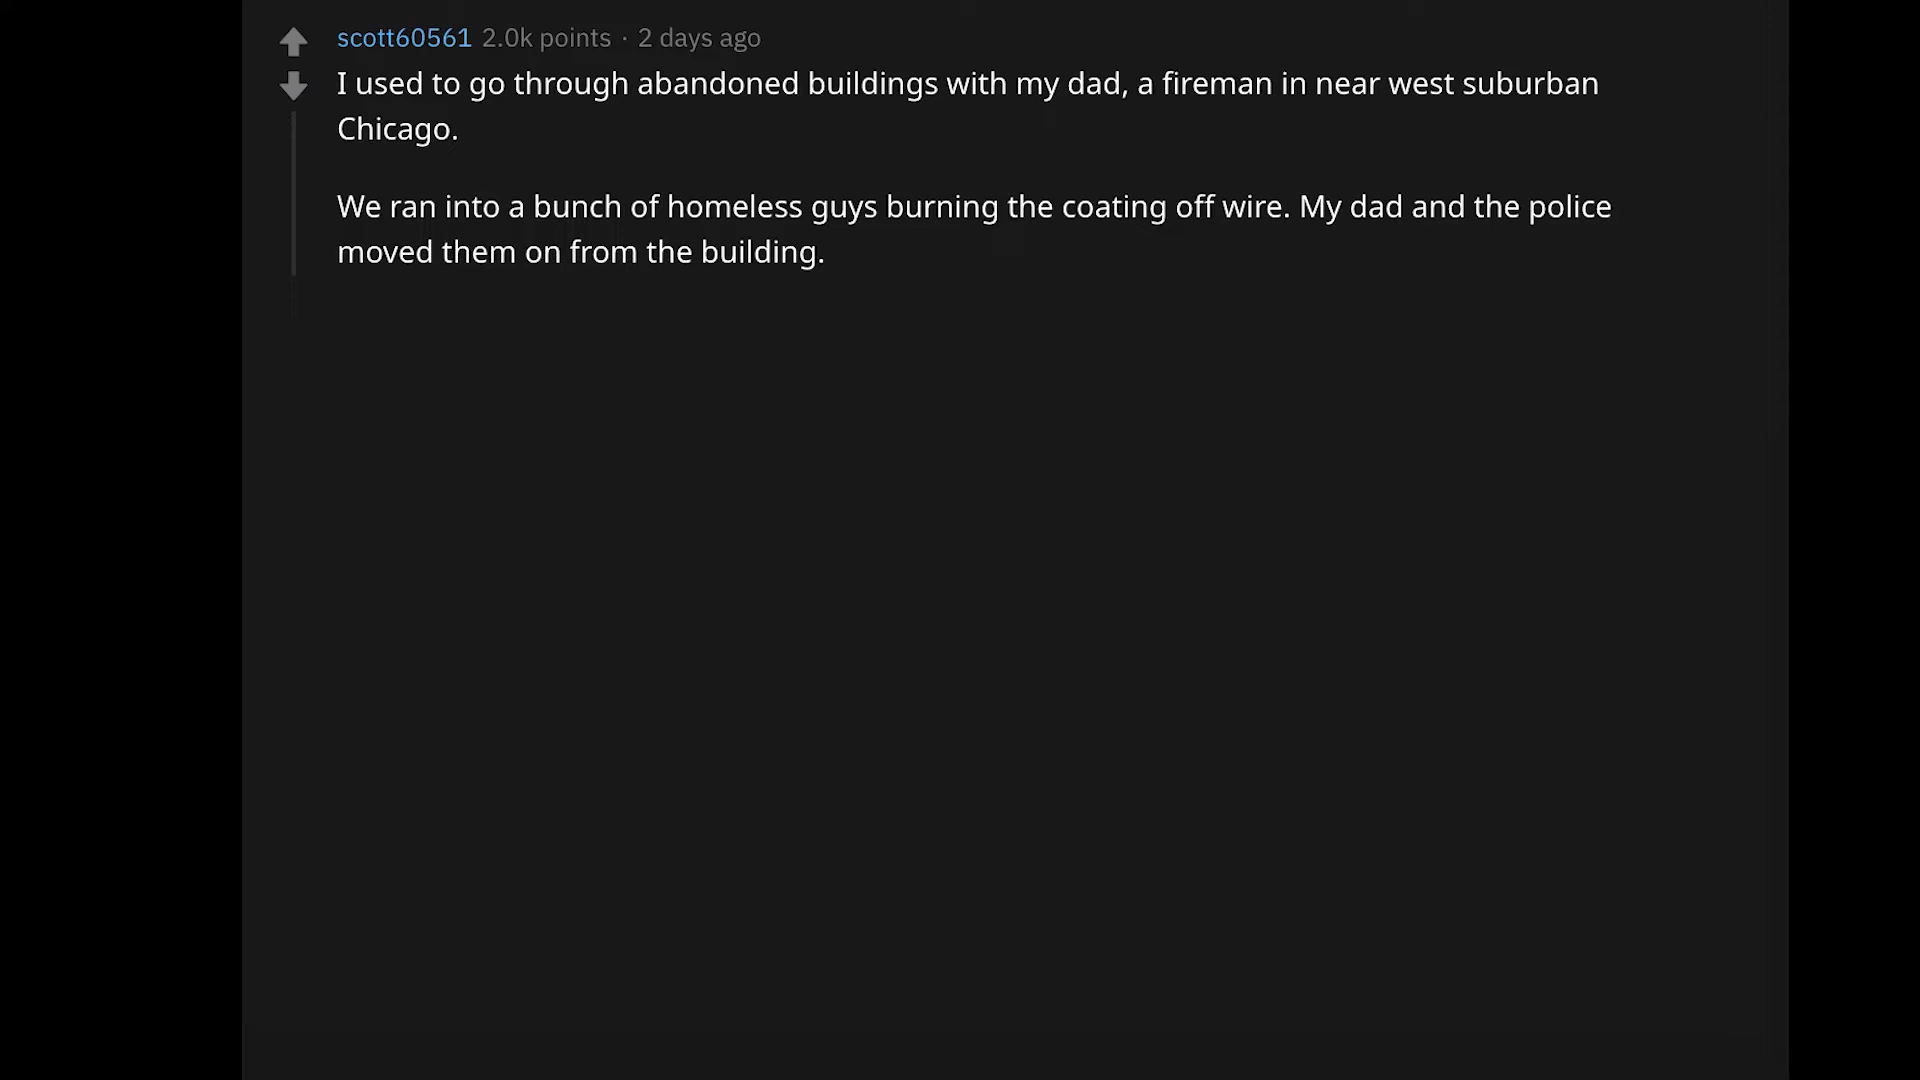 scott60561 2.0k points · 2 days ago
I used to go through abandoned buildings with my dad, a fireman in near west suburban
Chicago.
We ran into a bunch of homeless guys burning the coating off wire. My dad and the police
moved them on from the building.